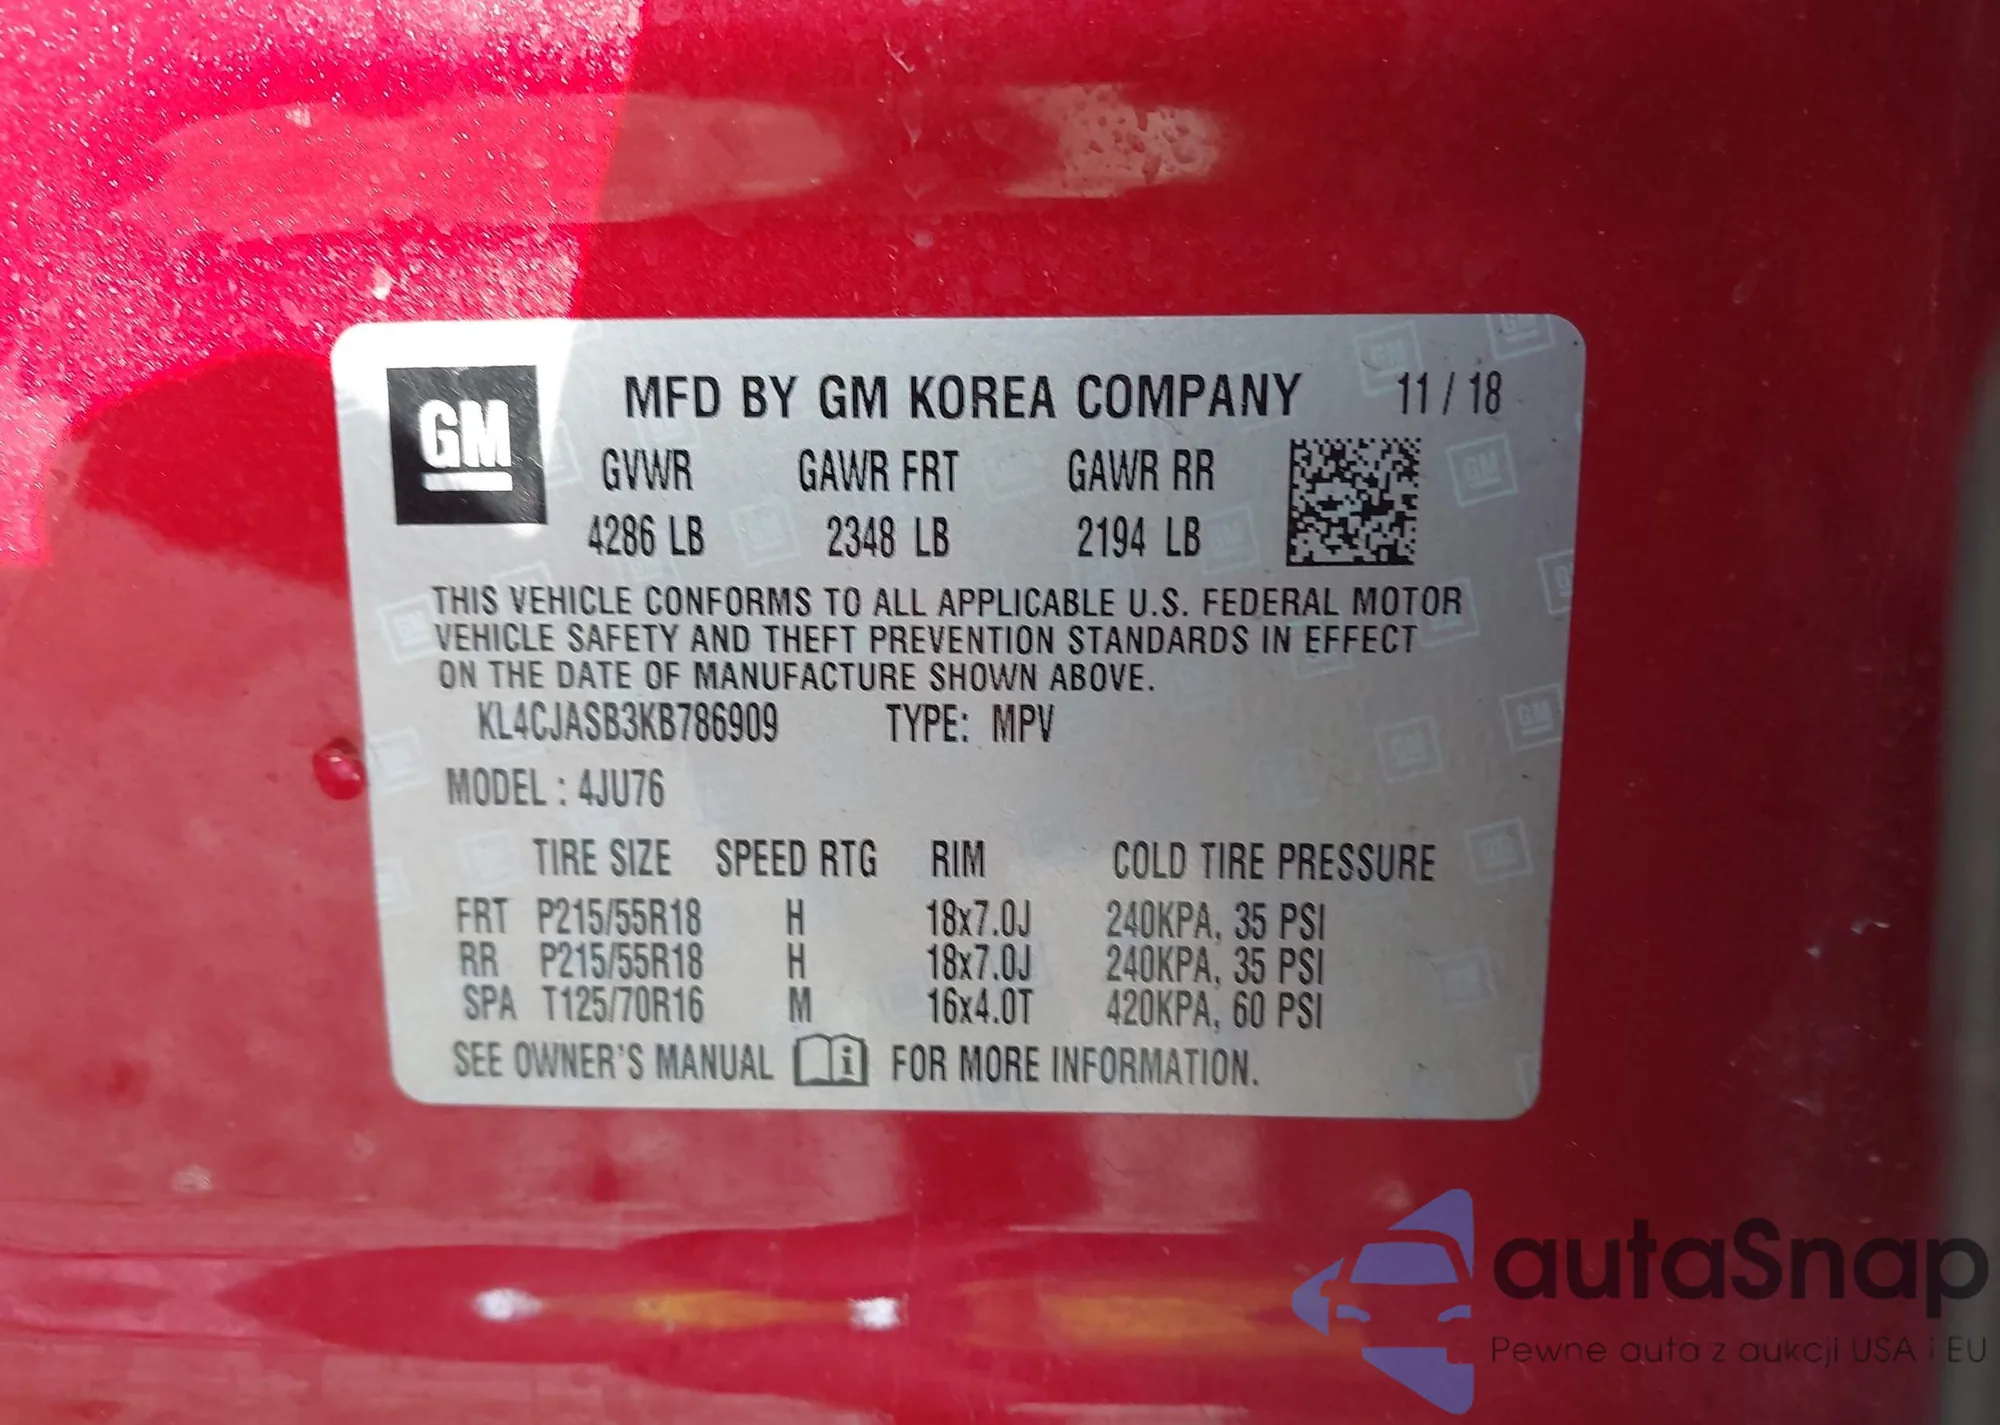 GM
MFD BY GM KOREA COMPANY 11 / 18
GVWR GAWR FRT GAWR RR
4286 LB 2348 LB 2194 LB
THIS VEHICLE CONFORMS TO ALL APPLICABLE U.S. FEDERAL MOTOR
VEHICLE SAFETY AND THEFT PREVENTION STANDARDS IN EFFECT
ON THE DATE OF MANUFACTURE SHOWN ABOVE.
KL4CJASB3KB786909 TYPE: MPV
MODEL : 4JU76
TIRE SIZE SPEED RTG RIM COLD TIRE PRESSURE
FRT P215/55R18 H 18x7.0J 240KPA, 35 PSI
RR P215/55R18 H 18x7.0J 240KPA, 35 PSI
SPA T125/70R16 M 16x4.0T 420KPA, 60 PSI
SEE OWNER'S MANUAL i FOR MORE INFORMATION.
autaSnap
Pewne auta z aukcji USA i EU